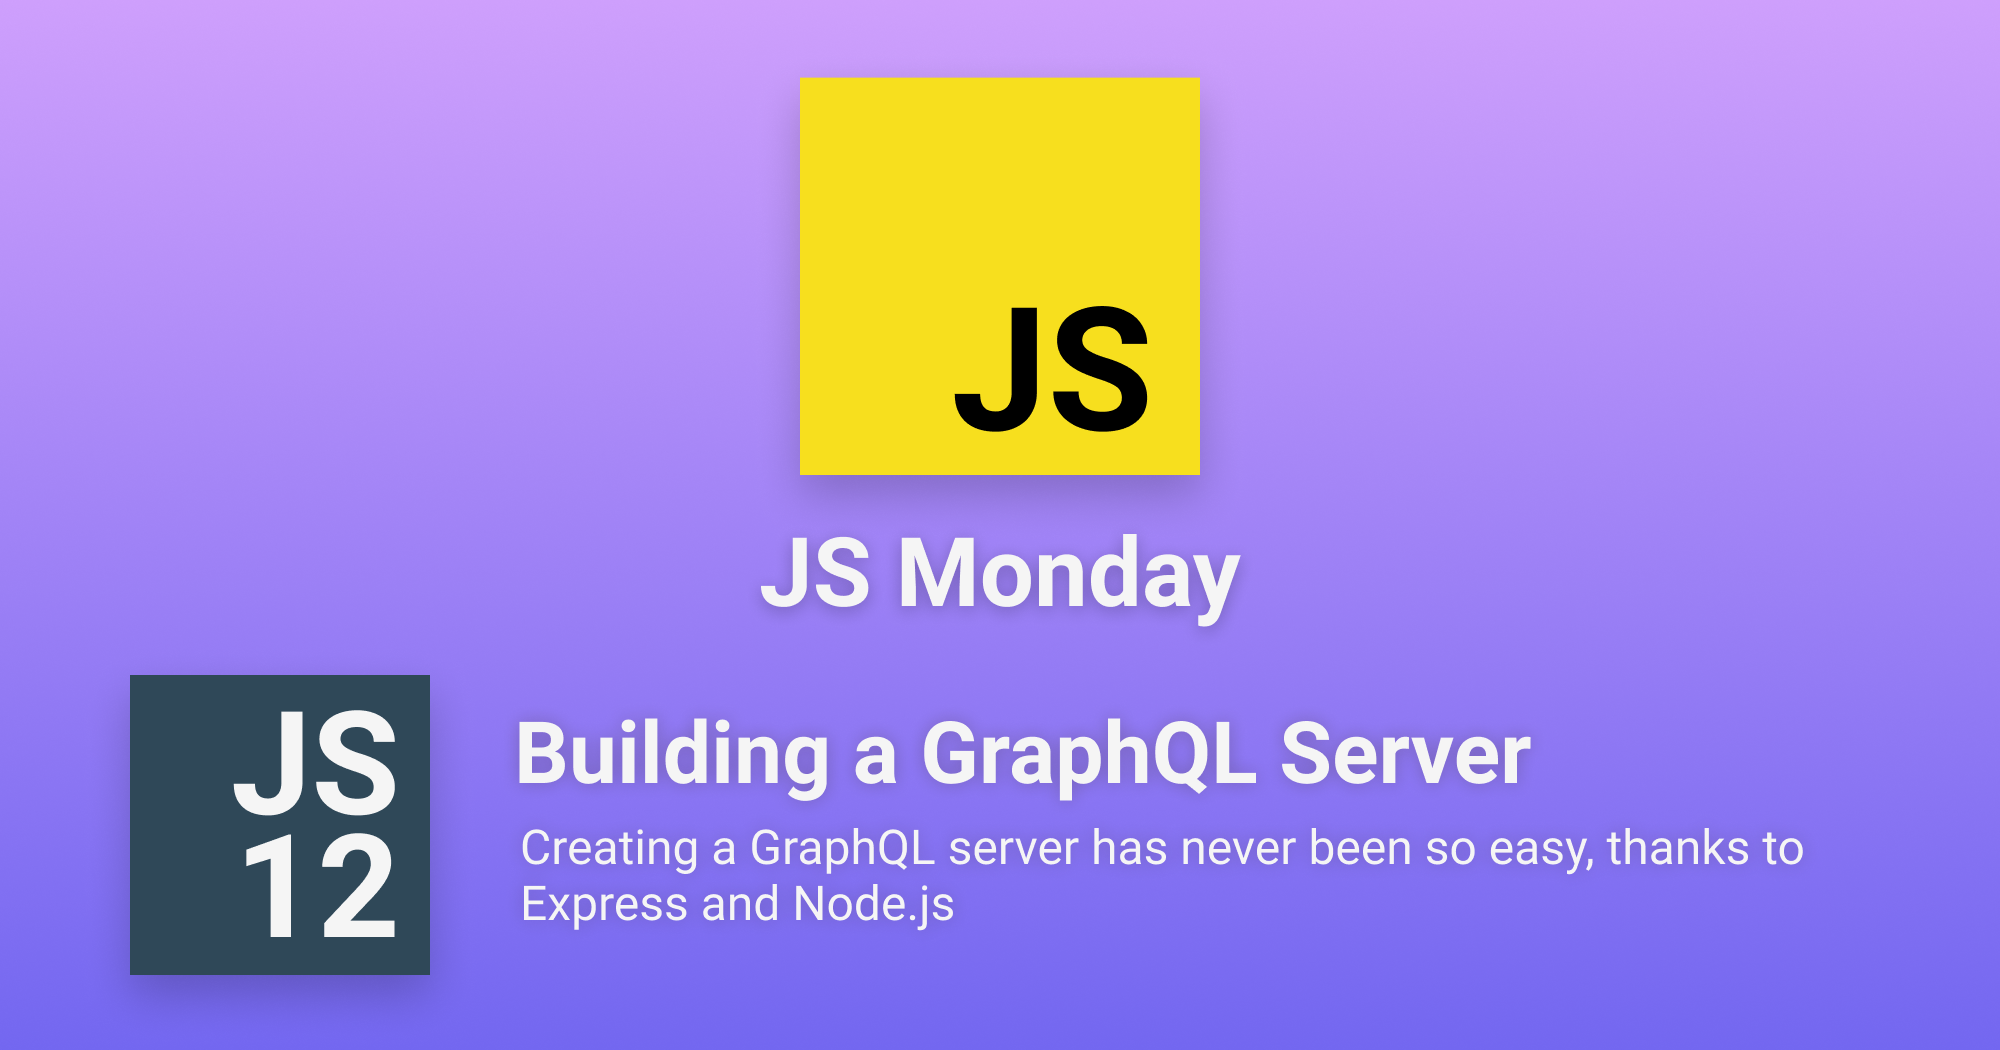 JS
JS Monday
JS
12
Building a GraphQL Server
Creating a GraphQL server has never been so easy, thanks to
Express and Node.js